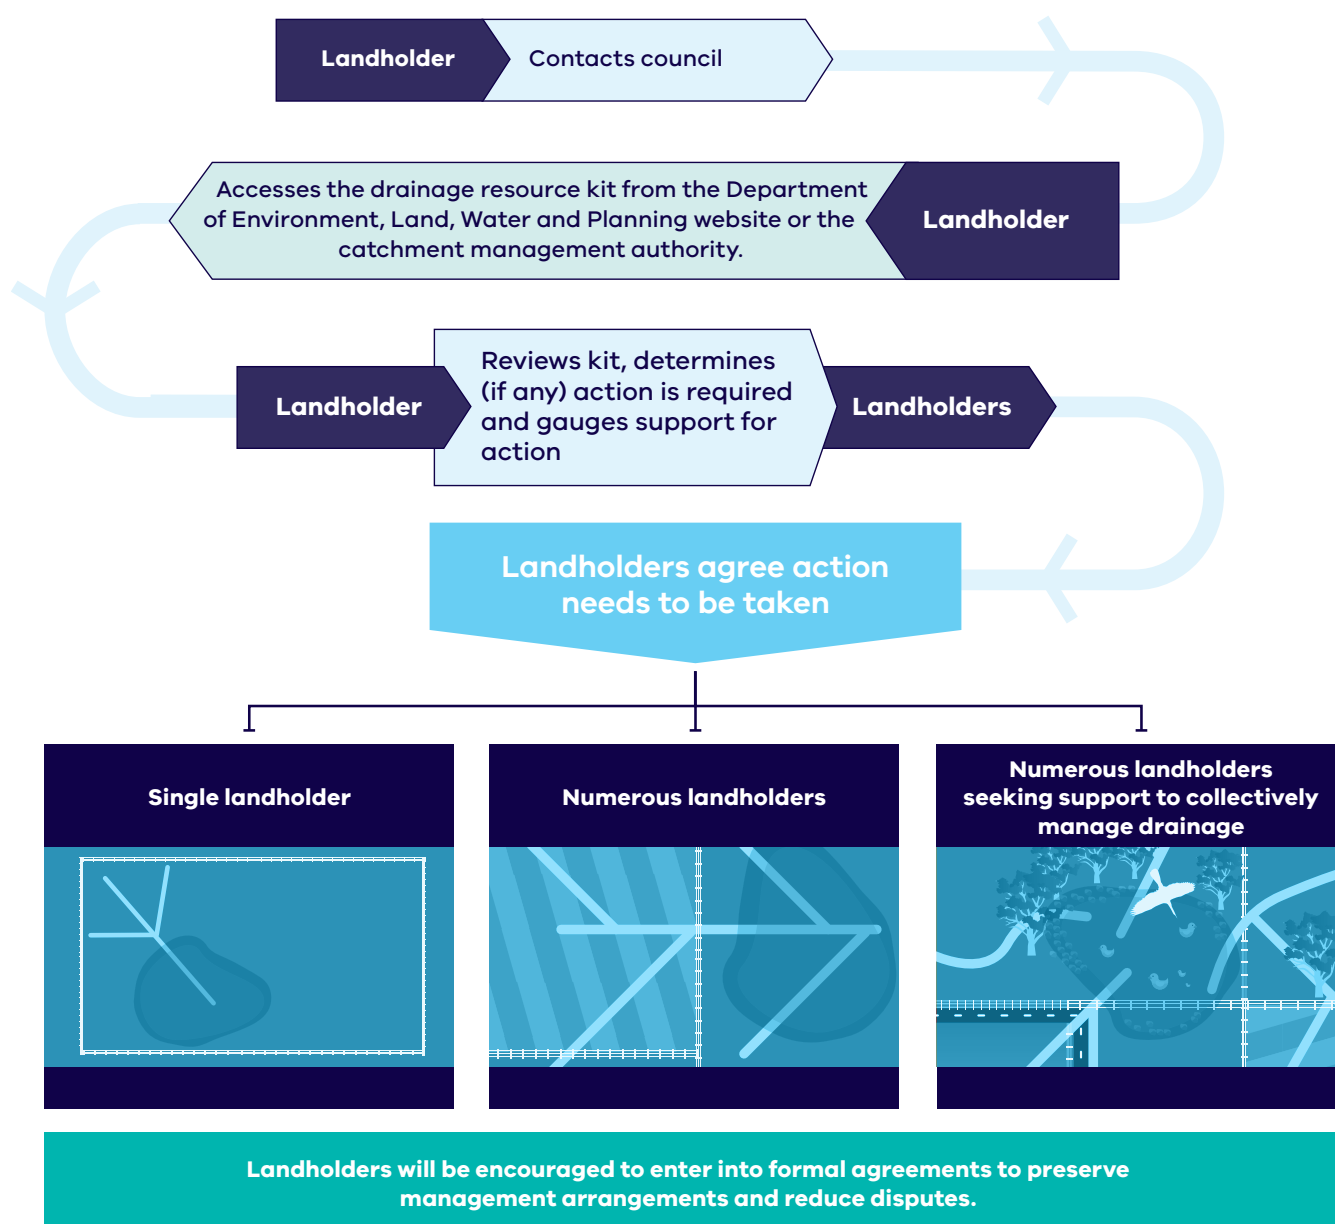 Landholder
Contacts council
Accesses the drainage resource kit from the Department
of Environment, Land, Water and Planning website or the
catchment management authority.
Landholder
Landholder
Reviews kit, determines
(if any) action is required
and gauges support for
action
Landholders
Landholders agree action
needs to be taken
Single landholder
Numerous landholders
Numerous landholders
seeking support to collectively
manage drainage
Landholders will be encouraged to enter into formal agreements to preserve
management arrangements and reduce disputes.